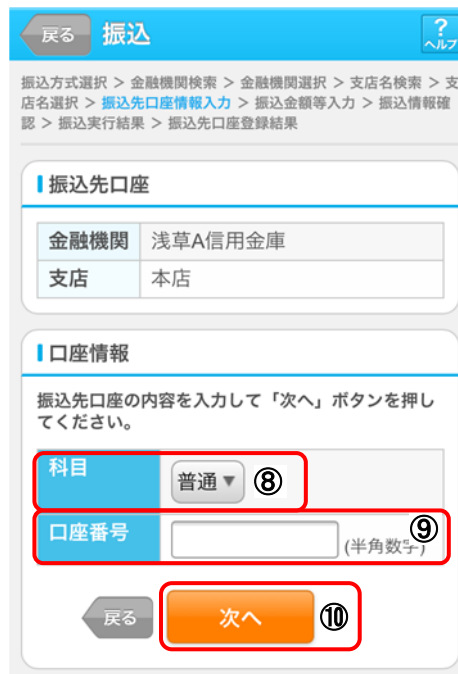 戻る 振込 ? ヘルプ
振込方式選択 > 金融機関検索 > 金融機関選択 > 支店名検索 > 支
店名選択 > 振込先口座情報入力 > 振込金額等入力 > 振込情報確
認 > 振込実行結果 > 振込先口座登録結果
振込先口座
金融機関 浅草A信用金庫
支店 本店
口座情報
振込先口座の内容を入力して「次へ」ボタンを押し
てください。
科目 普通▼ ⑧
口座番号 (半角数字) ⑨
戻る 次へ ⑩